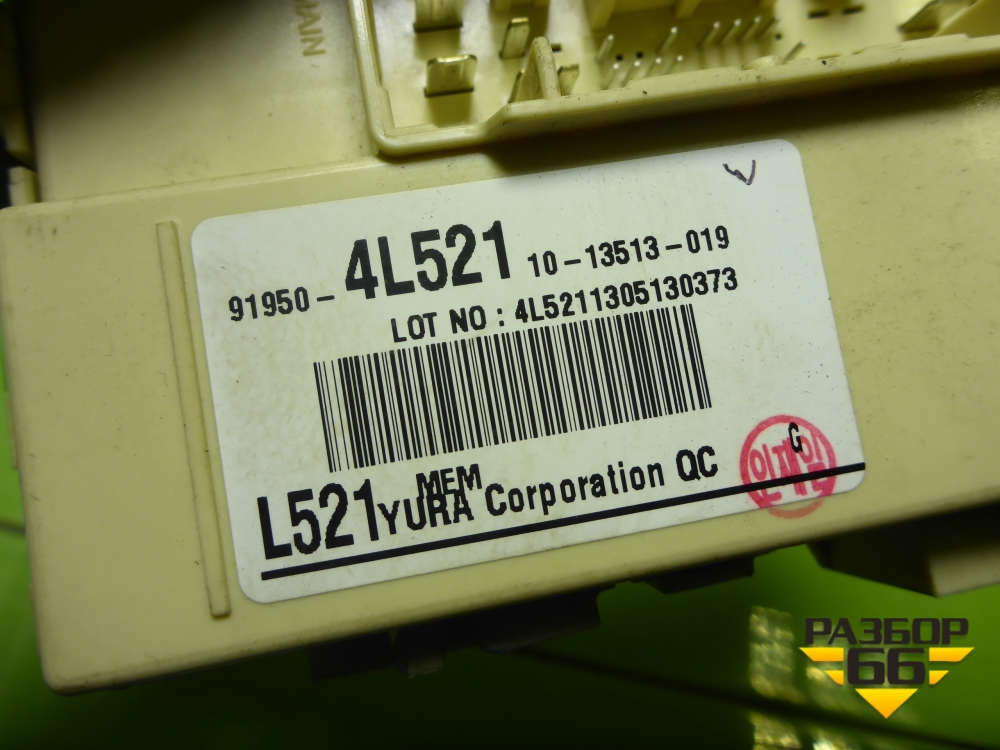 MAIN
91950-4L521 10-13513-019
LOT NO : 4L5211305130373
MEM
L521 YURA Corporation QC
G
РАЗБОР
66